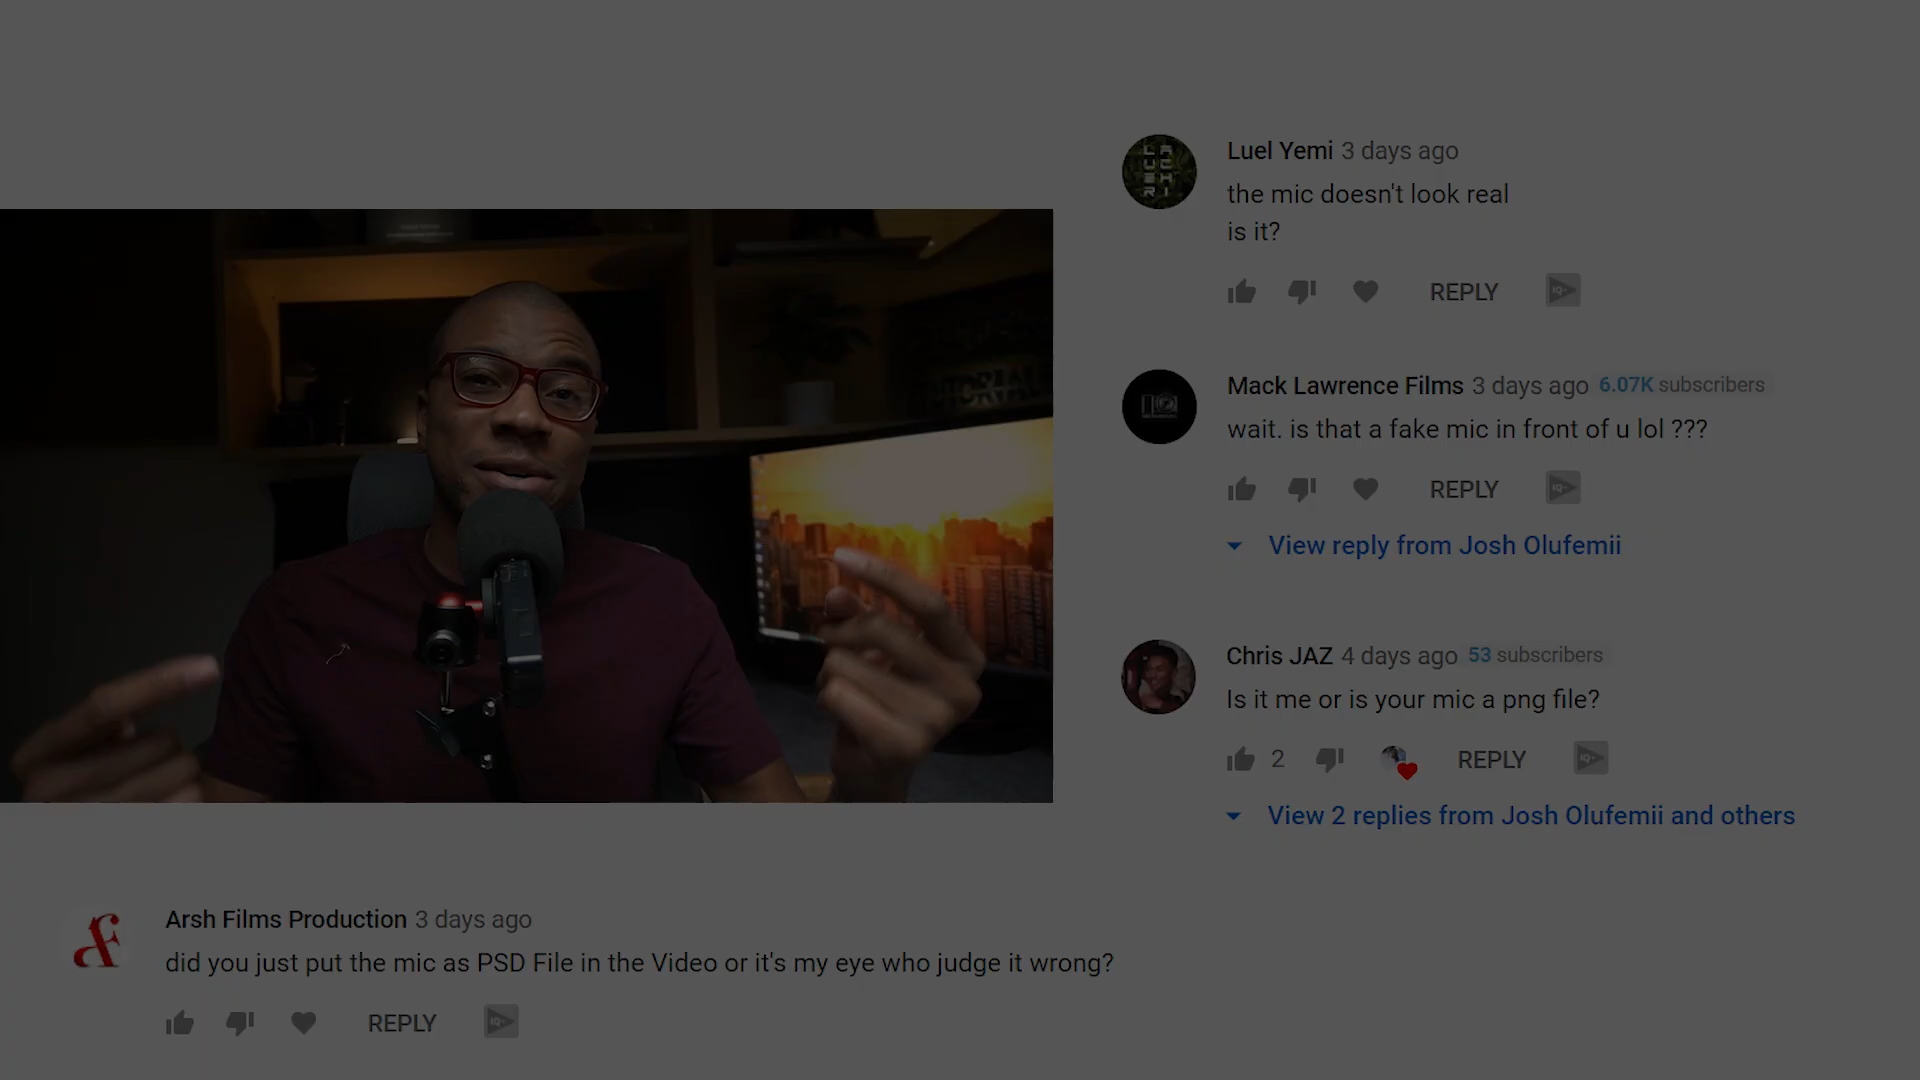 Luel Yemi 3 days ago
the mic doesn't look real
is it?
REPLY
Mack Lawrence Films 3 days ago 6.07K subscribers
wait. is that a fake mic in front of u lol ???
REPLY
View reply from Josh Olufemii
Chris JAZ 4 days ago 53 subscribers
Is it me or is your mic a png file?
2 REPLY
View 2 replies from Josh Olufemii and others
Arsh Films Production 3 days ago
did you just put the mic as PSD File in the Video or it's my eye who judge it wrong?
REPLY